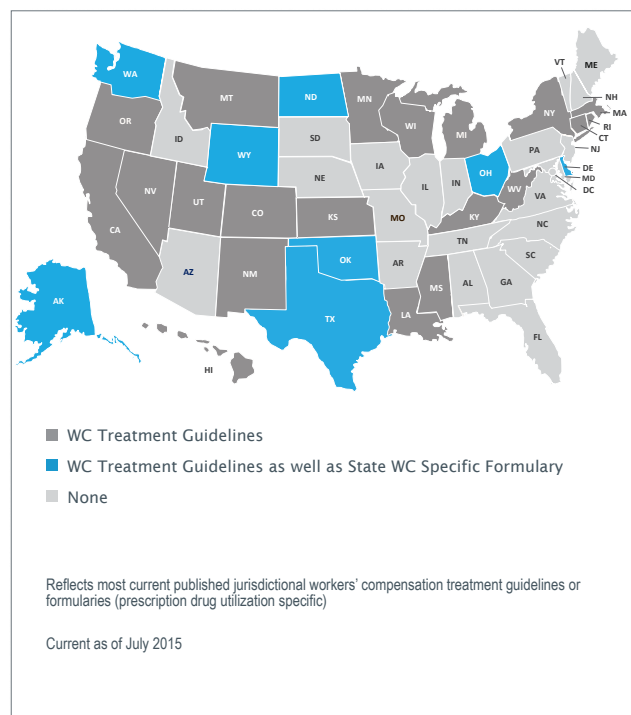 WA
MT
ND
MN
VT
ME
OR
ID
WY
SD
WI
MI
NY
NH
MA
RI
CT
NJ
PA
NV
UT
CO
NE
IA
IL
IN
OH
DE
MD
DC
WV
VA
CA
KS
MO
KY
NC
AZ
NM
OK
AR
TN
SC
AK
TX
LA
MS
AL
GA
FL
HI
WC Treatment Guidelines
WC Treatment Guidelines as well as State WC Specific Formulary
None
Reflects most current published jurisdictional workers’ compensation treatment guidelines or
formularies (prescription drug utilization specific)
Current as of July 2015